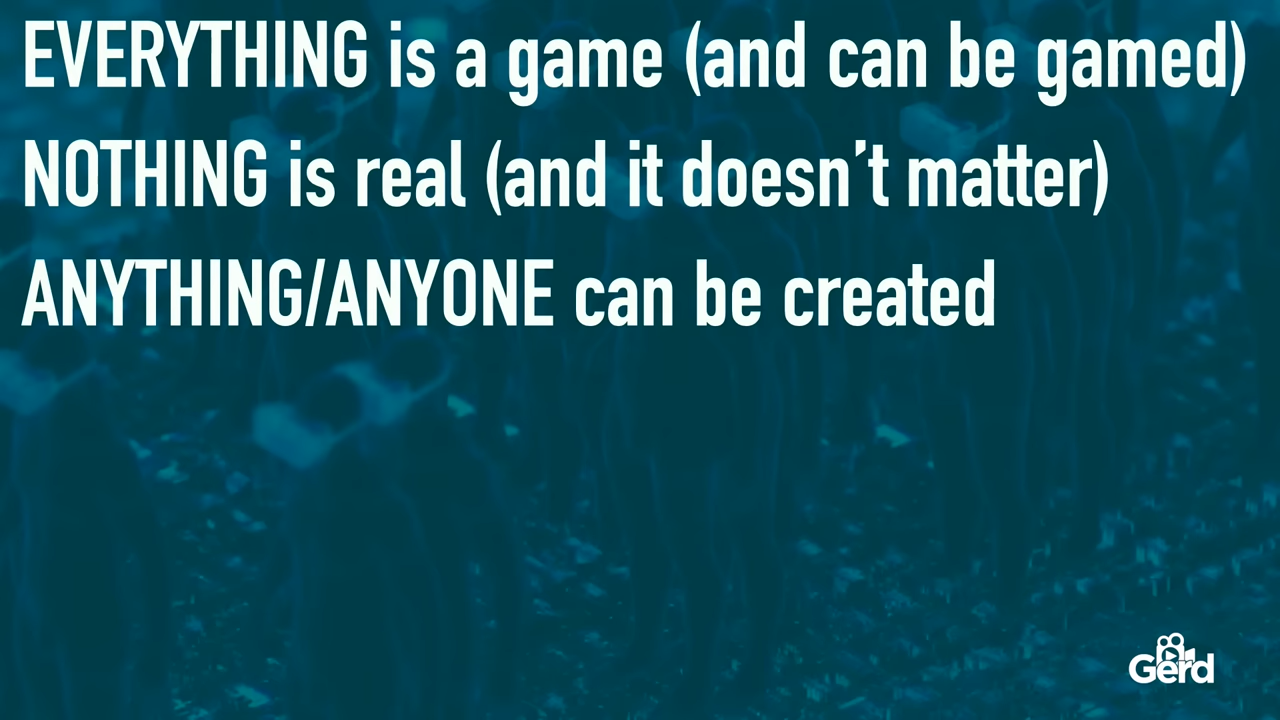 EVERYTHING is a game (and can be gamed)
NOTHING is real (and it doesn’t matter)
ANYTHING/ANYONE can be created
Gerd